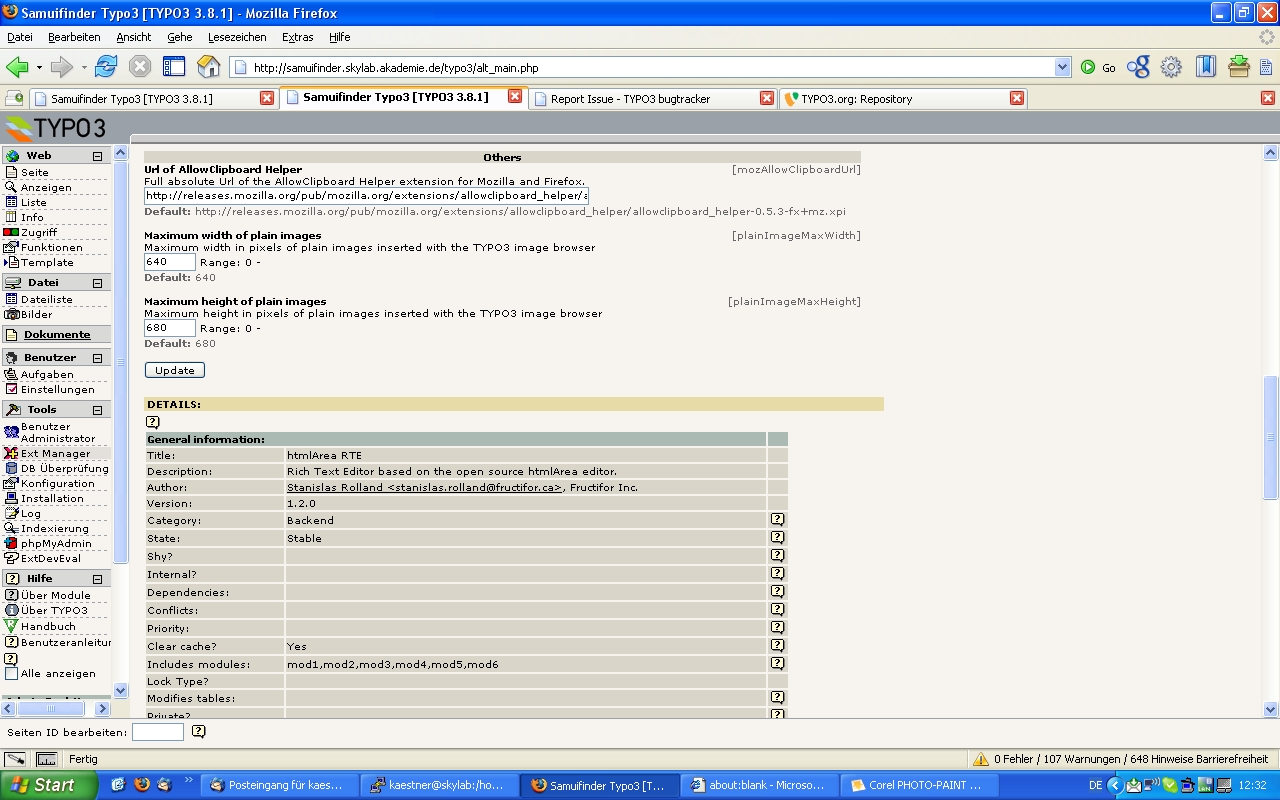 Samuifinder Typo3 [TYPO3 3.8.1] - Mozilla Firefox
Datei Bearbeiten Ansicht Gehe Lesezeichen Extras Hilfe
http://samuifinder.skylab.akademie.de/typo3/alt_main.php Go
Samuifinder Typo3 [TYPO3 3.8.1] Samuifinder Typo3 [TYPO3 3.8.1] Report Issue - TYPO3 bugtracker TYPO3.org: Repository
TYPO3
Web
Seite
Anzeigen
Liste
Info
Zugriff
Funktionen
Template
Datei
Dateiliste
Bilder
Dokumente
Benutzer
Aufgaben
Einstellungen
Tools
Benutzer
Administrator
Ext Manager
DB Überprüfung
Konfiguration
Installation
Log
Indexierung
phpMyAdmin
ExtDevEval
Hilfe
Über Module
Über TYPO3
Handbuch
Benutzeranleitun
Alle anzeigen
Others
Url of AllowClipboard Helper [mozAllowClipboardUrl]
Full absolute Url of the AllowClipboard Helper extension for Mozilla and Firefox.
http://releases.mozilla.org/pub/mozilla.org/extensions/allowclipboard_helper/a
Default: http://releases.mozilla.org/pub/mozilla.org/extensions/allowclipboard_helper/allowclipboard_helper-0.5.3-fx+mz.xpi
Maximum width of plain images [plainImageMaxWidth]
Maximum width in pixels of plain images inserted with the TYPO3 image browser
640 Range: 0 -
Default: 640
Maximum height of plain images [plainImageMaxHeight]
Maximum height in pixels of plain images inserted with the TYPO3 image browser
680 Range: 0 -
Default: 680
Update
DETAILS:
General information:
Title: htmlArea RTE
Description: Rich Text Editor based on the open source htmlArea editor.
Author: Stanislas Rolland <stanislas.rolland@fructifor.ca>, Fructifor Inc.
Version: 1.2.0
Category: Backend
State: Stable
Shy?
Internal?
Dependencies:
Conflicts:
Priority:
Clear cache? Yes
Includes modules: mod1,mod2,mod3,mod4,mod5,mod6
Lock Type?
Modifies tables:
Private?
Seiten ID bearbeiten:
Fertig 0 Fehler / 107 Warnungen / 648 Hinweise Barrierefreiheit
Start Posteingang für kaes... kaestner@skylab:/ho... Samuifinder Typo3 [T... about:blank - Microso... Corel PHOTO-PAINT ... DE 12:32